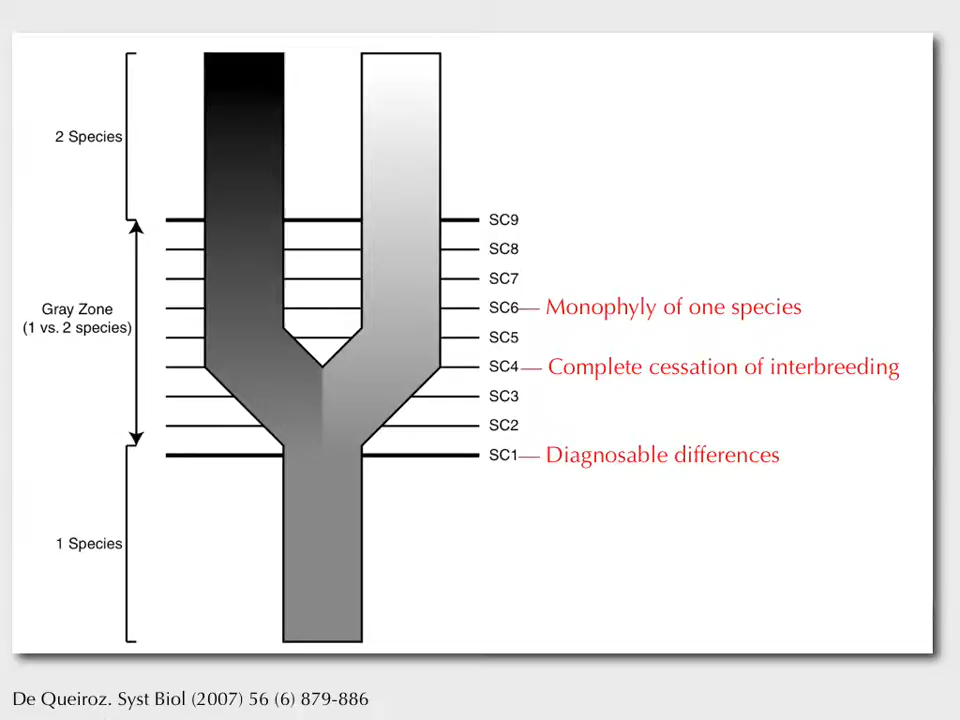 2 Species
SC9
SC8
SC7
Gray Zone
(1 vs. 2 species)
SC6— Monophyly of one species
SC5
SC4— Complete cessation of interbreeding
SC3
SC2
SC1— Diagnosable differences
1 Species
De Queiroz. Syst Biol (2007) 56 (6) 879-886